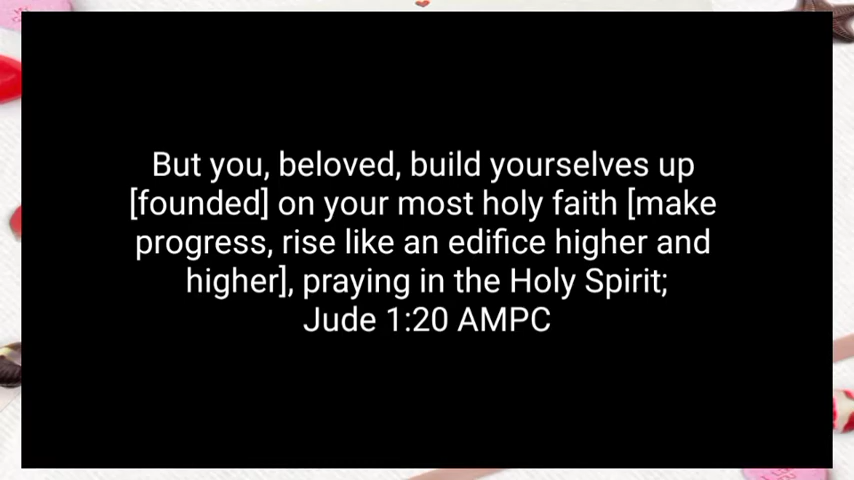 But you, beloved, build yourselves up
[founded] on your most holy faith [make
progress, rise like an edifice higher and
higher], praying in the Holy Spirit;
Jude 1:20 AMPC